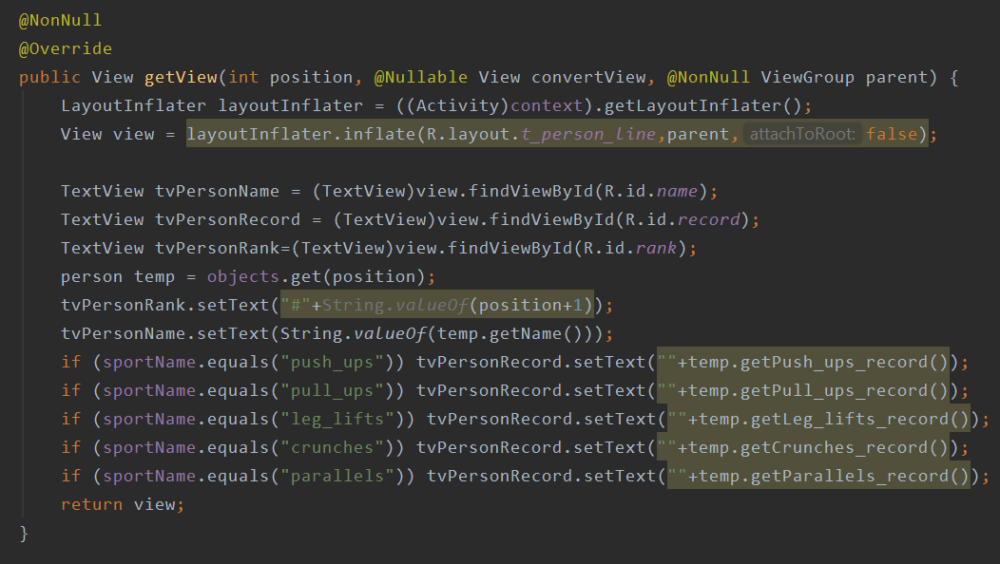 @NonNull
@Override
public View getView(int position, @Nullable View convertView, @NonNull ViewGroup parent) {
    LayoutInflater layoutInflater = ((Activity)context).getLayoutInflater();
    View view = layoutInflater.inflate(R.layout.t_person_line,parent, attachToRoot: false);

    TextView tvPersonName = (TextView)view.findViewById(R.id.name);
    TextView tvPersonRecord = (TextView)view.findViewById(R.id.record);
    TextView tvPersonRank=(TextView)view.findViewById(R.id.rank);
    person temp = objects.get(position);
    tvPersonRank.setText("#"+String.valueOf(position+1));
    tvPersonName.setText(String.valueOf(temp.getName()));
    if (sportName.equals("push_ups")) tvPersonRecord.setText(""+temp.getPush_ups_record());
    if (sportName.equals("pull_ups")) tvPersonRecord.setText(""+temp.getPull_ups_record());
    if (sportName.equals("leg_lifts")) tvPersonRecord.setText(""+temp.getLeg_lifts_record());
    if (sportName.equals("crunches")) tvPersonRecord.setText(""+temp.getCrunches_record());
    if (sportName.equals("parallels")) tvPersonRecord.setText(""+temp.getParallels_record());
    return view;
}